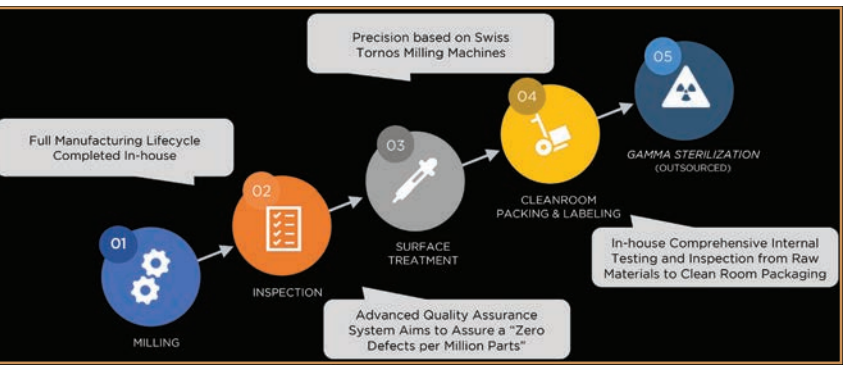 Precision based on Swiss
Tornos Milling Machines
05
04
GAMMA STERILIZATION
(OUTSOURCED)
Full Manufacturing Lifecycle
Completed In-house
03
02
CLEANROOM
PACKING & LABELING
01
SURFACE
TREATMENT
In-house Comprehensive Internal
Testing and Inspection from Raw
Materials to Clean Room Packaging
INSPECTION
Advanced Quality Assurance
System Aims to Assure a “Zero
Defects per Million Parts”
MILLING